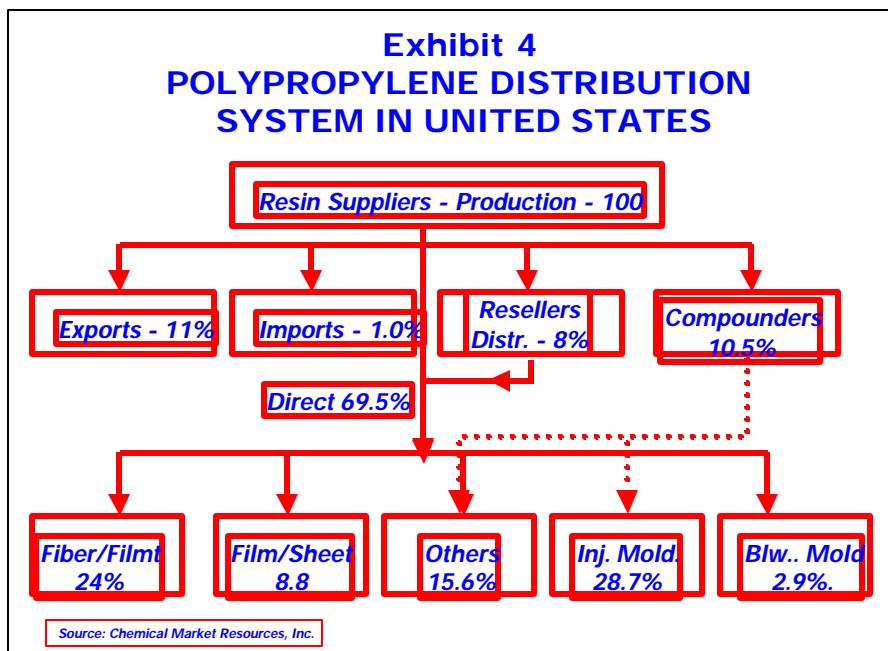 Exhibit 4
POLYPROPYLENE DISTRIBUTION
SYSTEM IN UNITED STATES
Resin Suppliers - Production - 100
Exports - 11%
Imports - 1.0%
Resellers
Distr. - 8%
Compounders
10.5%
Direct 69.5%
Fiber/Filmt
24%
Film/Sheet
8.8
Others
15.6%
Inj. Mold.
28.7%
Blw.. Mold
2.9%.
Source: Chemical Market Resources, Inc.